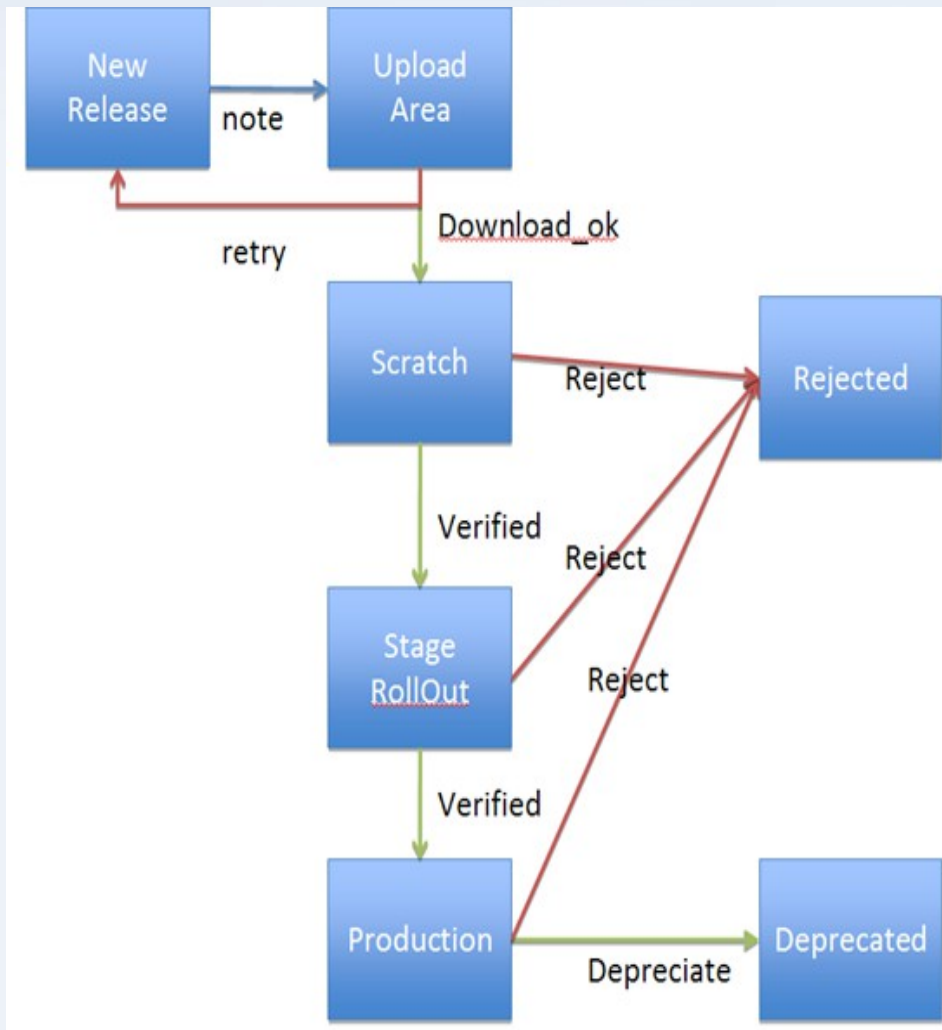 New
Release
note
Upload
Area
retry
Download_ok
Scratch
Reject
Rejected
Verified
Reject
Stage
RollOut
Reject
Verified
Production
Depreciate
Deprecated